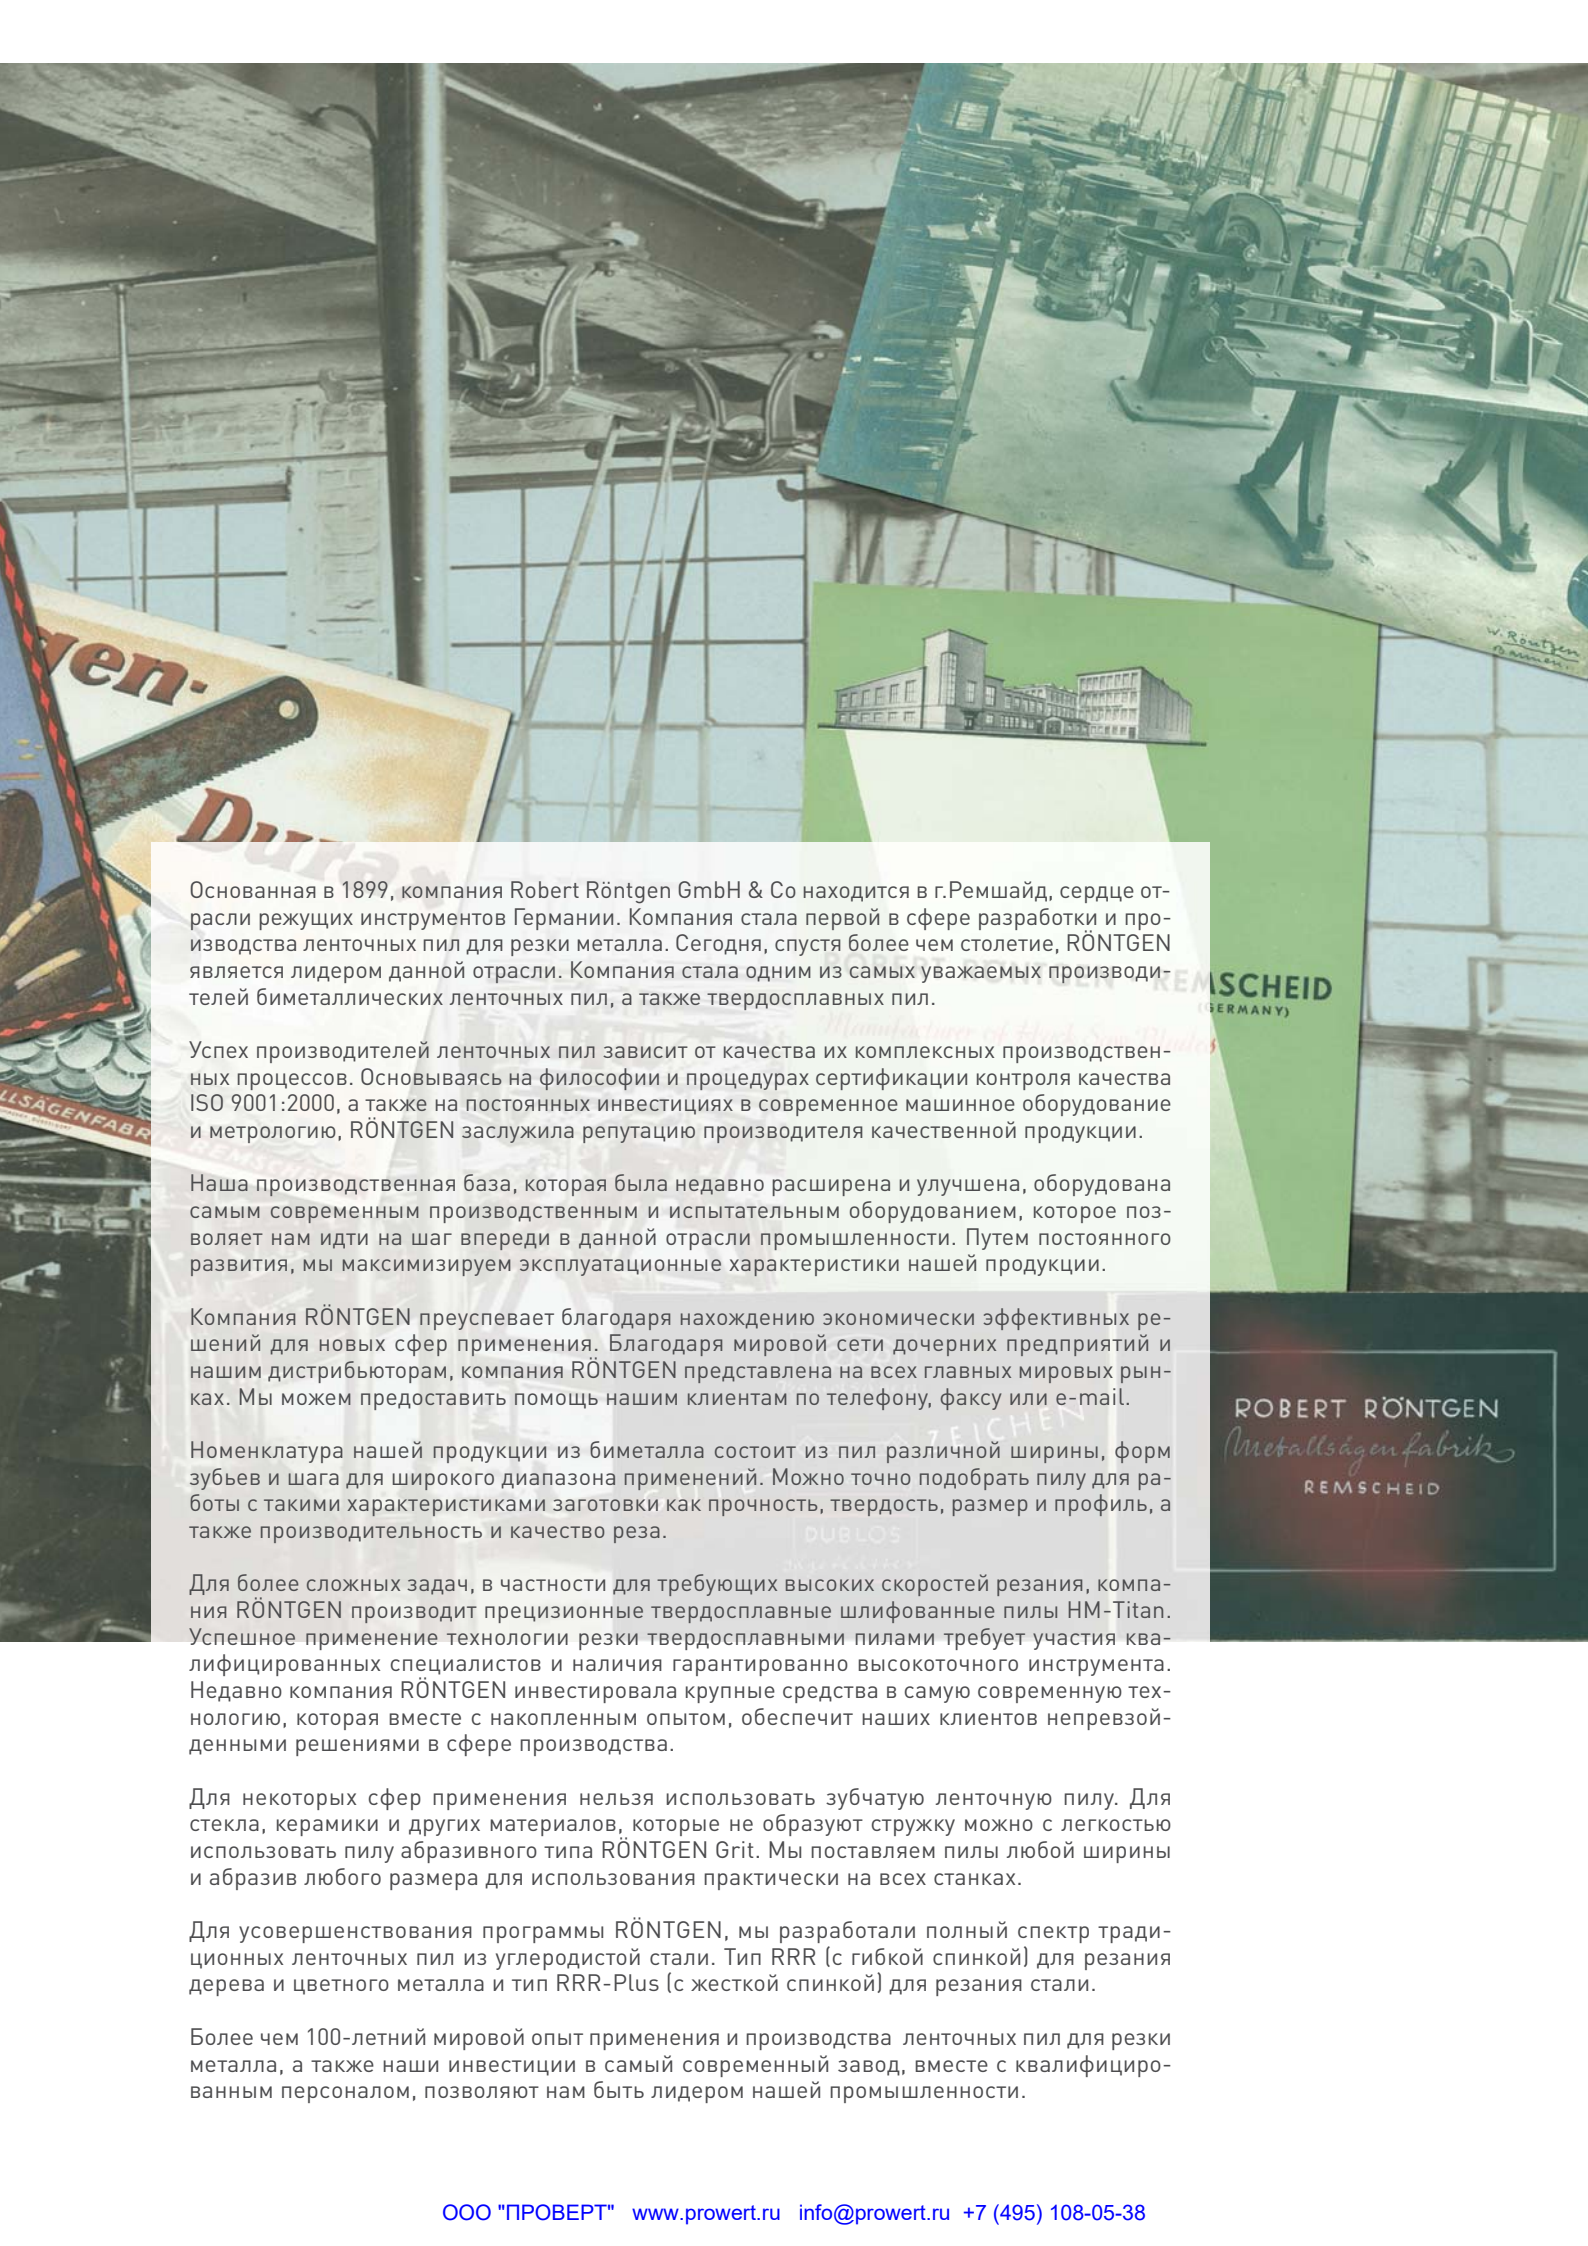 W. Röntgen
Barmen.
gen-
Durax
Основанная в 1899, компания Robert Röntgen GmbH & Co находится в г.Ремшайд, сердце от-
расли режущих инструментов Германии. Компания стала первой в сфере разработки и про-
изводства ленточных пил для резки металла. Сегодня, спустя более чем столетие, RÖNTGEN
является лидером данной отрасли. Компания стала одним из самых уважаемых производи-
телей биметаллических ленточных пил, а также твердосплавных пил.
ROBERT RÖNTGEN · REMSCHEID
(GERMANY)
Manufacturer of Hack Saw Blades
Успех производителей ленточных пил зависит от качества их комплексных производствен-
ных процессов. Основываясь на философии и процедурах сертификации контроля качества
ISO 9001:2000, а также на постоянных инвестициях в современное машинное оборудование
и метрологию, RÖNTGEN заслужила репутацию производителя качественной продукции.
LLSÄGENFABRIK REMSCHEID
Наша производственная база, которая была недавно расширена и улучшена, оборудована
самым современным производственным и испытательным оборудованием, которое поз-
воляет нам идти на шаг впереди в данной отрасли промышленности. Путем постоянного
развития, мы максимизируем эксплуатационные характеристики нашей продукции.
Компания RÖNTGEN преуспевает благодаря нахождению экономически эффективных ре-
шений для новых сфер применения. Благодаря мировой сети дочерних предприятий и
нашим дистрибьюторам, компания RÖNTGEN представлена на всех главных мировых рын-
ках. Мы можем предоставить помощь нашим клиентам по телефону, факсу или e-mail.
ROBERT RÖNTGEN
Metallsägenfabrik
REMSCHEID
GUTE ZEICHEN
DUBLOS
Номенклатура нашей продукции из биметалла состоит из пил различной ширины, форм
зубьев и шага для широкого диапазона применений. Можно точно подобрать пилу для ра-
боты с такими характеристиками заготовки как прочность, твердость, размер и профиль, а
также производительность и качество реза.
Для более сложных задач, в частности для требующих высоких скоростей резания, компа-
ния RÖNTGEN производит прецизионные твердосплавные шлифованные пилы HM-Titan.
Успешное применение технологии резки твердосплавными пилами требует участия ква-
лифицированных специалистов и наличия гарантированно высокоточного инструмента.
Недавно компания RÖNTGEN инвестировала крупные средства в самую современную тех-
нологию, которая вместе с накопленным опытом, обеспечит наших клиентов непревзой-
денными решениями в сфере производства.
Для некоторых сфер применения нельзя использовать зубчатую ленточную пилу. Для
стекла, керамики и других материалов, которые не образуют стружку можно с легкостью
использовать пилу абразивного типа RÖNTGEN Grit. Мы поставляем пилы любой ширины
и абразив любого размера для использования практически на всех станках.
Для усовершенствования программы RÖNTGEN, мы разработали полный спектр тради-
ционных ленточных пил из углеродистой стали. Тип RRR (с гибкой спинкой) для резания
дерева и цветного металла и тип RRR-Plus (с жесткой спинкой) для резания стали.
Более чем 100-летний мировой опыт применения и производства ленточных пил для резки
металла, а также наши инвестиции в самый современный завод, вместе с квалифициро-
ванным персоналом, позволяют нам быть лидером нашей промышленности.
ООО "ПРОВЕРТ" www.prowert.ru info@prowert.ru +7 (495) 108-05-38